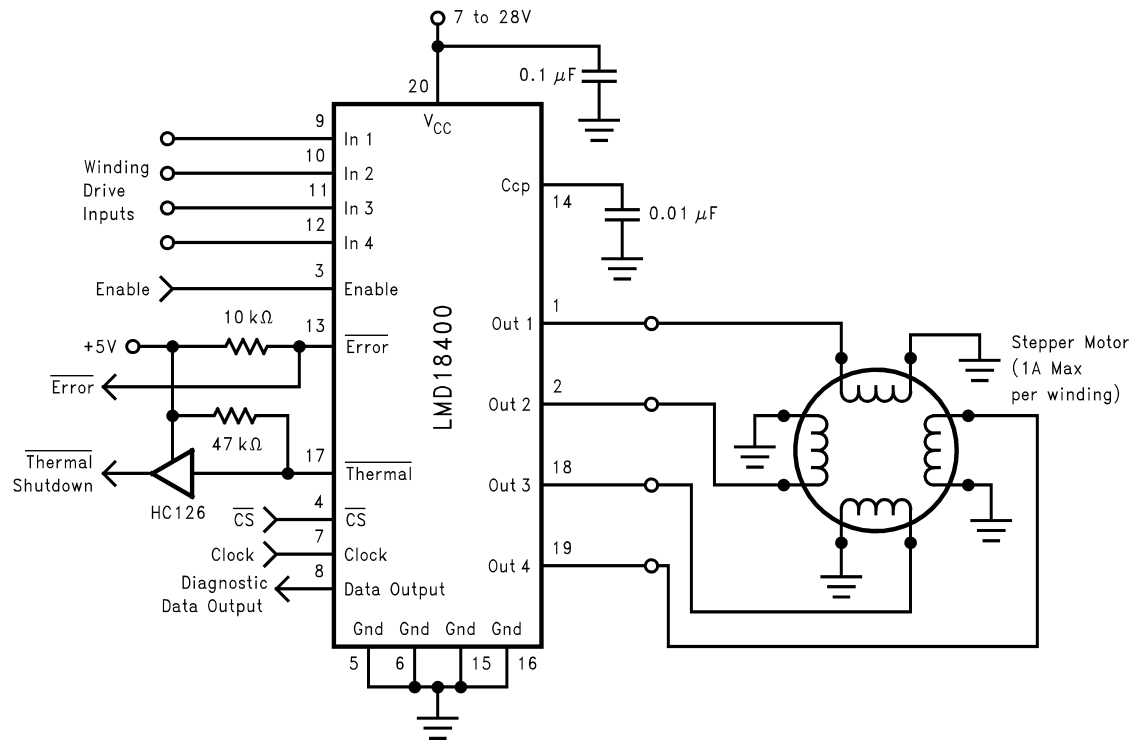 7 to 28V
0.1 μF
20
VCC
9
In 1
10
In 2
11
In 3
12
In 4
Winding
Drive
Inputs
3
Enable
Enable
Ccp
14
0.01 μF
10 kΩ
13
+5V
Error
Error
47 kΩ
17
Thermal
Thermal
Shutdown
HC126
4
CS
CS
7
Clock
Clock
8
Diagnostic
Data Output
Data Output
LMD18400
1
Out 1
2
Out 2
18
Out 3
19
Out 4
Stepper Motor
(1A Max
per winding)
Gnd Gnd Gnd Gnd
5 6 15 16